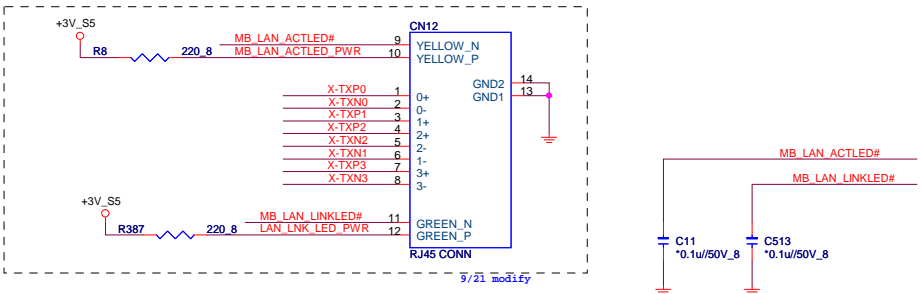 +3V_S5
R8 220_8
MB_LAN_ACTLED#
MB_LAN_ACTLED_PWR
CN12
9 YELLOW_N
10 YELLOW_P
GND2 14
GND1 13
X-TXP0 1 0+
X-TXN0 2 0-
X-TXP1 3 1+
X-TXP2 4 2+
X-TXN2 5 2-
X-TXN1 6 1-
X-TXP3 7 3+
X-TXN3 8 3-
+3V_S5
R387 220_8
MB_LAN_LINKLED# 11 GREEN_N
LAN_LNK_LED_PWR 12 GREEN_P
RJ45 CONN
9/21 modify
MB_LAN_ACTLED#
MB_LAN_LINKLED#
C11
*0.1u//50V_8
C513
*0.1u//50V_8